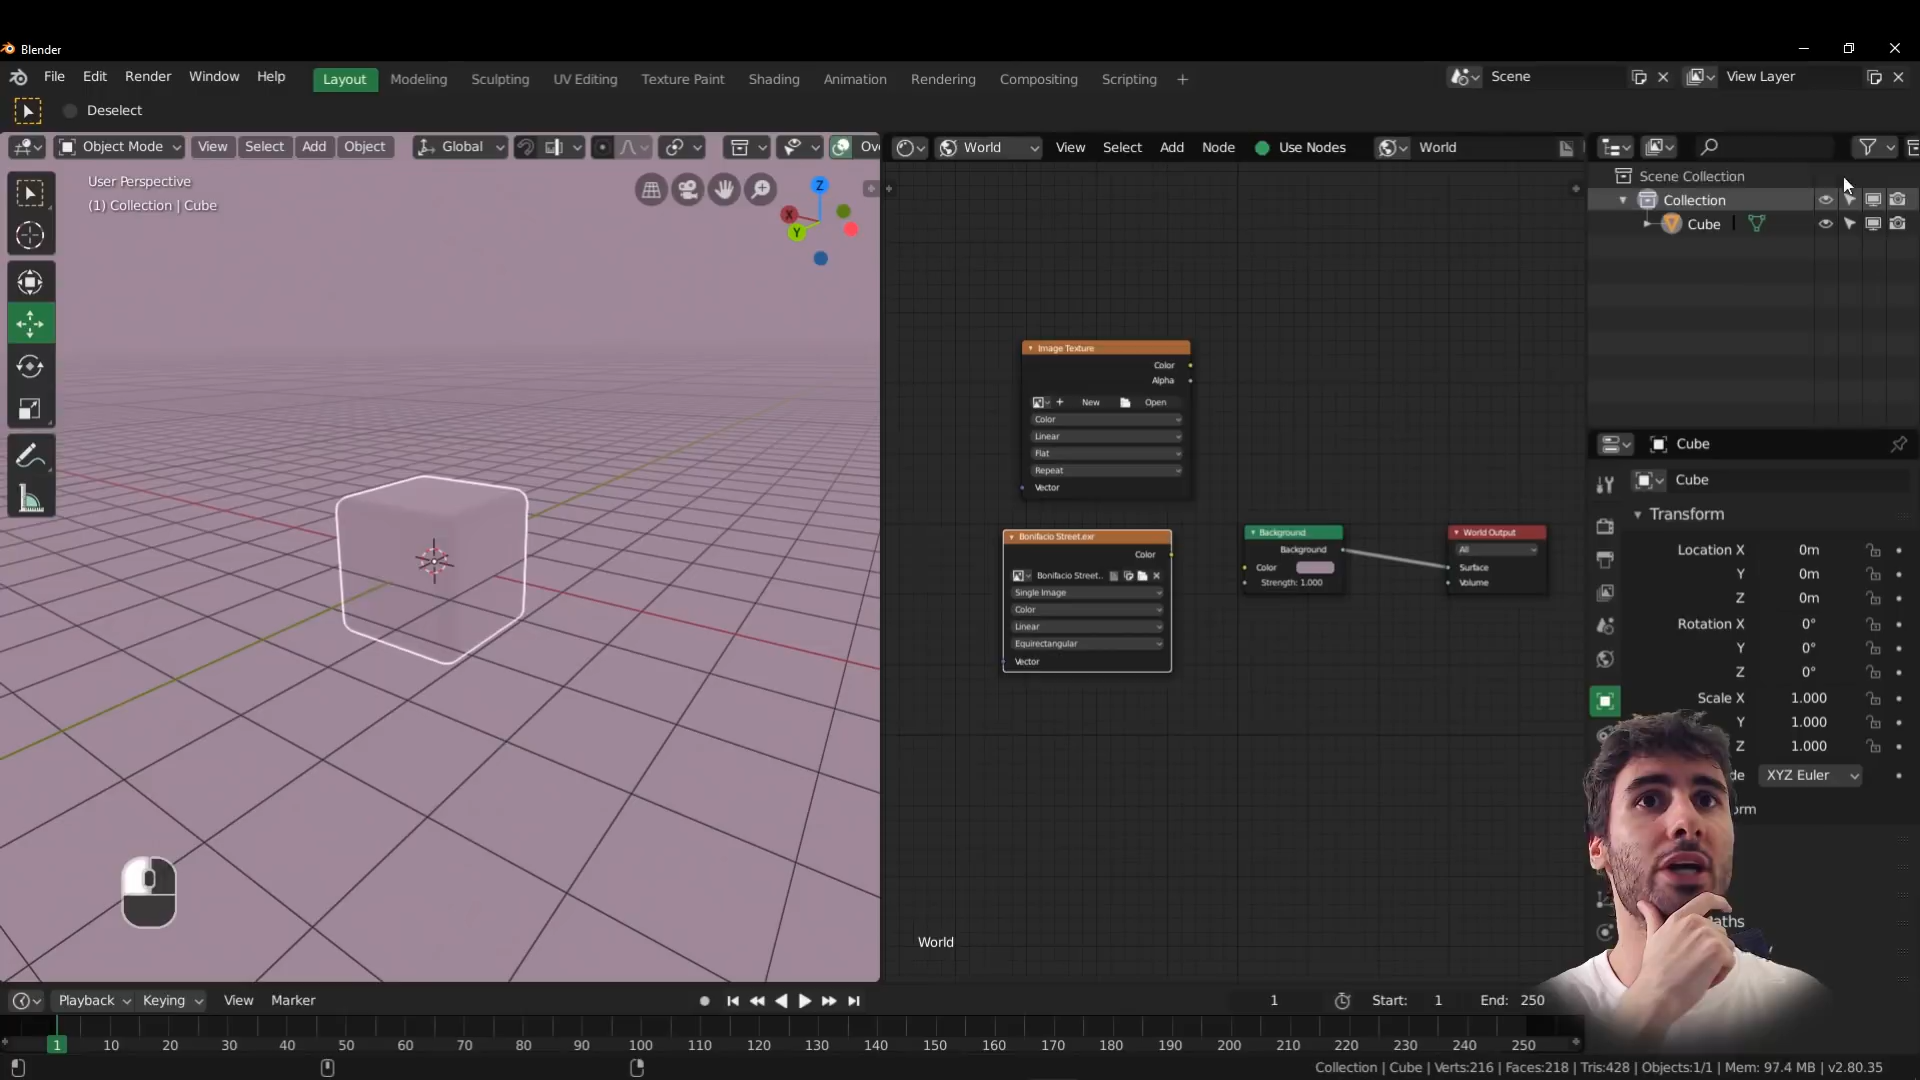 Blender
File Edit Render Window Help Layout Modeling Sculpting UV Editing Texture Paint Shading Animation Rendering Compositing Scripting Scene View Layer
Deselect
Object Mode View Select Add Object Global
World View Select Add Node Use Nodes World
User Perspective
(1) Collection | Cube
Z
X
Y
Image Texture
Color
Alpha
New Open
Color
Linear
Flat
Repeat
Vector
Bonifacio Street.exr
Color
Bonifacio Street..
Single Image
Color
Linear
Equirectangular
Vector
Background
Background
Color
Strength: 1.000
World Output
All
Surface
Volume
World
Scene Collection
Collection
Cube
Cube
Cube
Transform
Location X 0m
Y 0m
Z 0m
Rotation X 0°
Y 0°
Z 0°
Scale X 1.000
Y 1.000
Z 1.000
XYZ Euler
Playback Keying View Marker 1 Start: 1 End: 250
1 10 20 30 40 50 60 70 80 90 100 110 120 130 140 150 160 170 180 190 200 210 220 230 240 250
Collection | Cube | Verts:216 | Faces:218 | Tris:428 | Objects:1/1 | Mem: 97.4 MB | v2.80.35